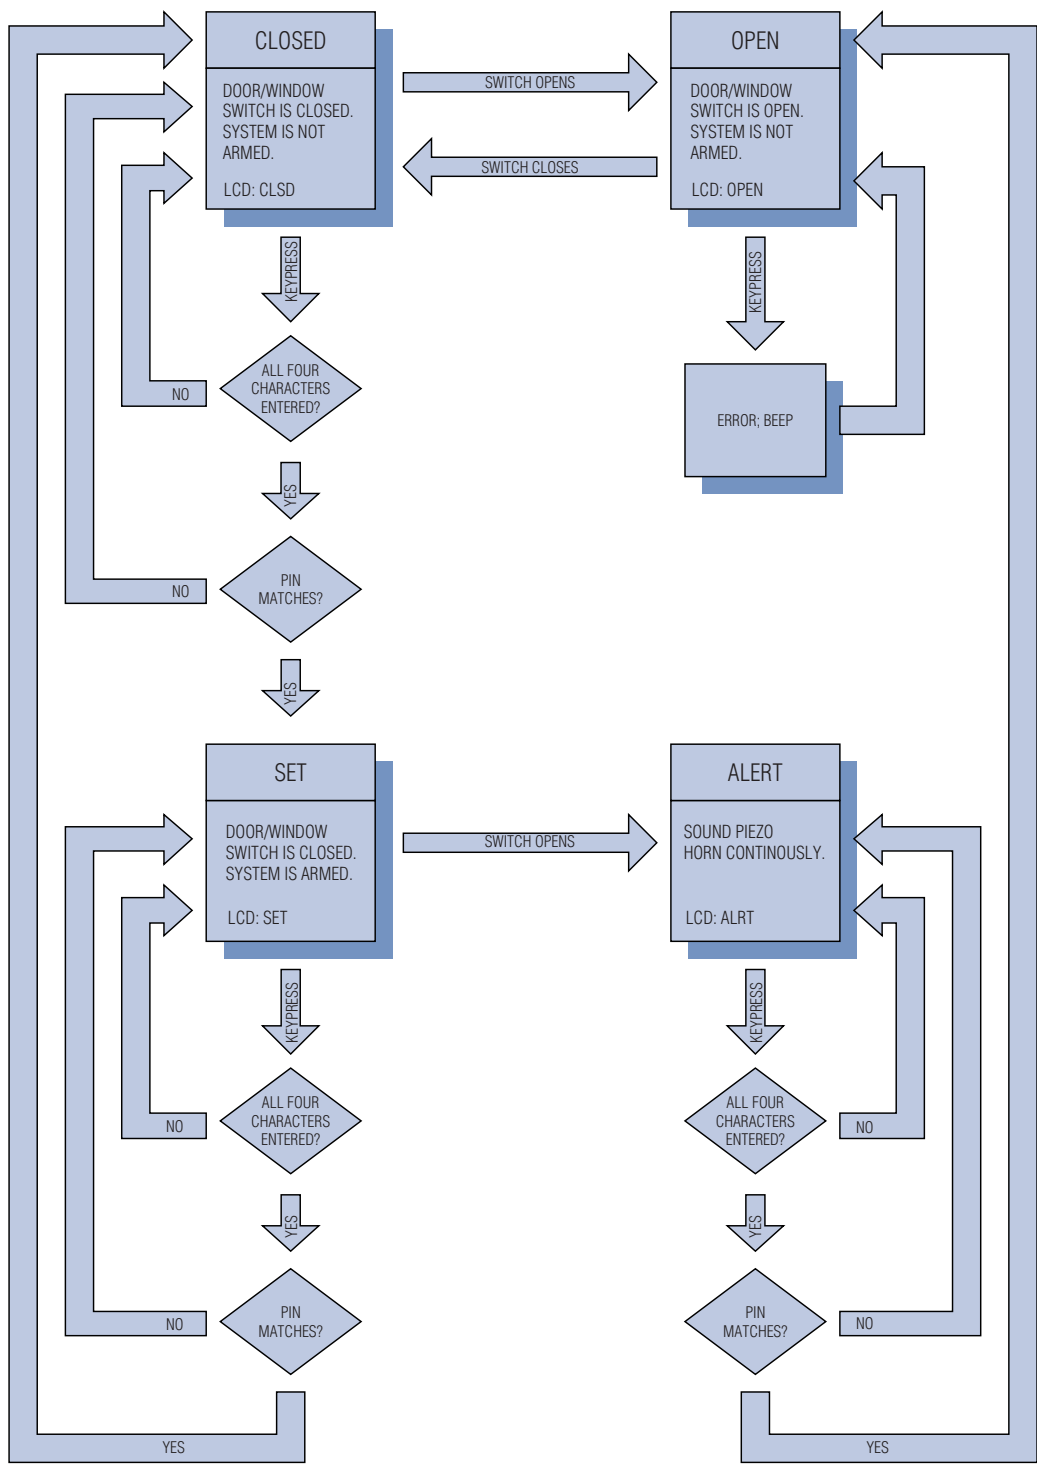 CLOSED
DOOR/WINDOW
SWITCH IS CLOSED.
SYSTEM IS NOT
ARMED.
LCD: CLSD
SWITCH OPENS
SWITCH CLOSES
OPEN
DOOR/WINDOW
SWITCH IS OPEN.
SYSTEM IS NOT
ARMED.
LCD: OPEN
KEYPRESS
KEYPRESS
ALL FOUR
CHARACTERS
ENTERED?
NO
ERROR; BEEP
YES
PIN
MATCHES?
NO
YES
SET
DOOR/WINDOW
SWITCH IS CLOSED.
SYSTEM IS ARMED.
LCD: SET
SWITCH OPENS
ALERT
SOUND PIEZO
HORN CONTINOUSLY.
LCD: ALRT
KEYPRESS
KEYPRESS
ALL FOUR
CHARACTERS
ENTERED?
NO
ALL FOUR
CHARACTERS
ENTERED?
NO
YES
YES
PIN
MATCHES?
NO
PIN
MATCHES?
NO
YES
YES